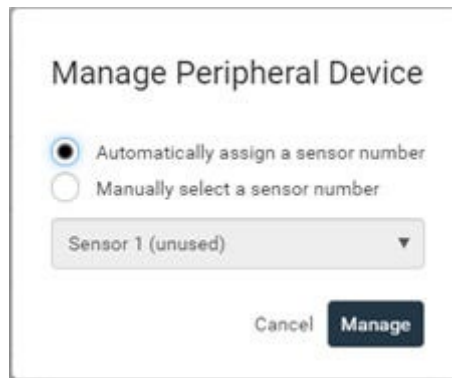 Manage Peripheral Device
Automatically assign a sensor number
Manually select a sensor number
Sensor 1 (unused)
Cancel Manage